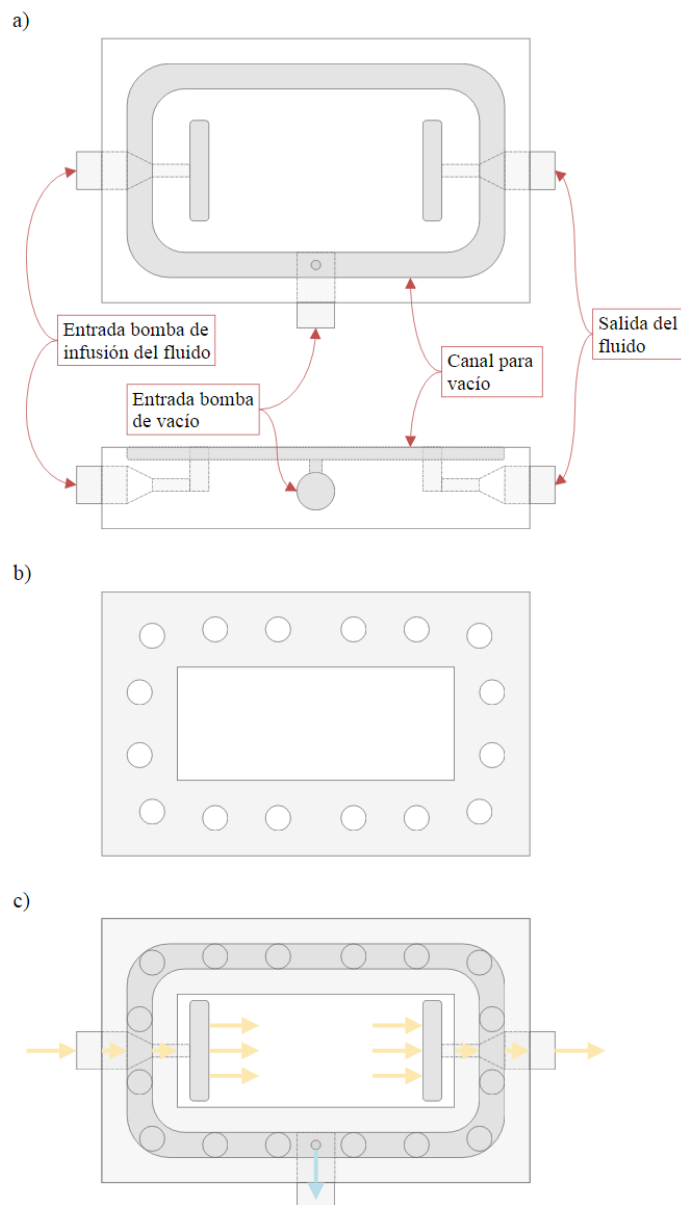 a)
Entrada bomba de
infusión del fluido
Salida del
fluido
Canal para
vacío
Entrada bomba
de vacío
b)
c)